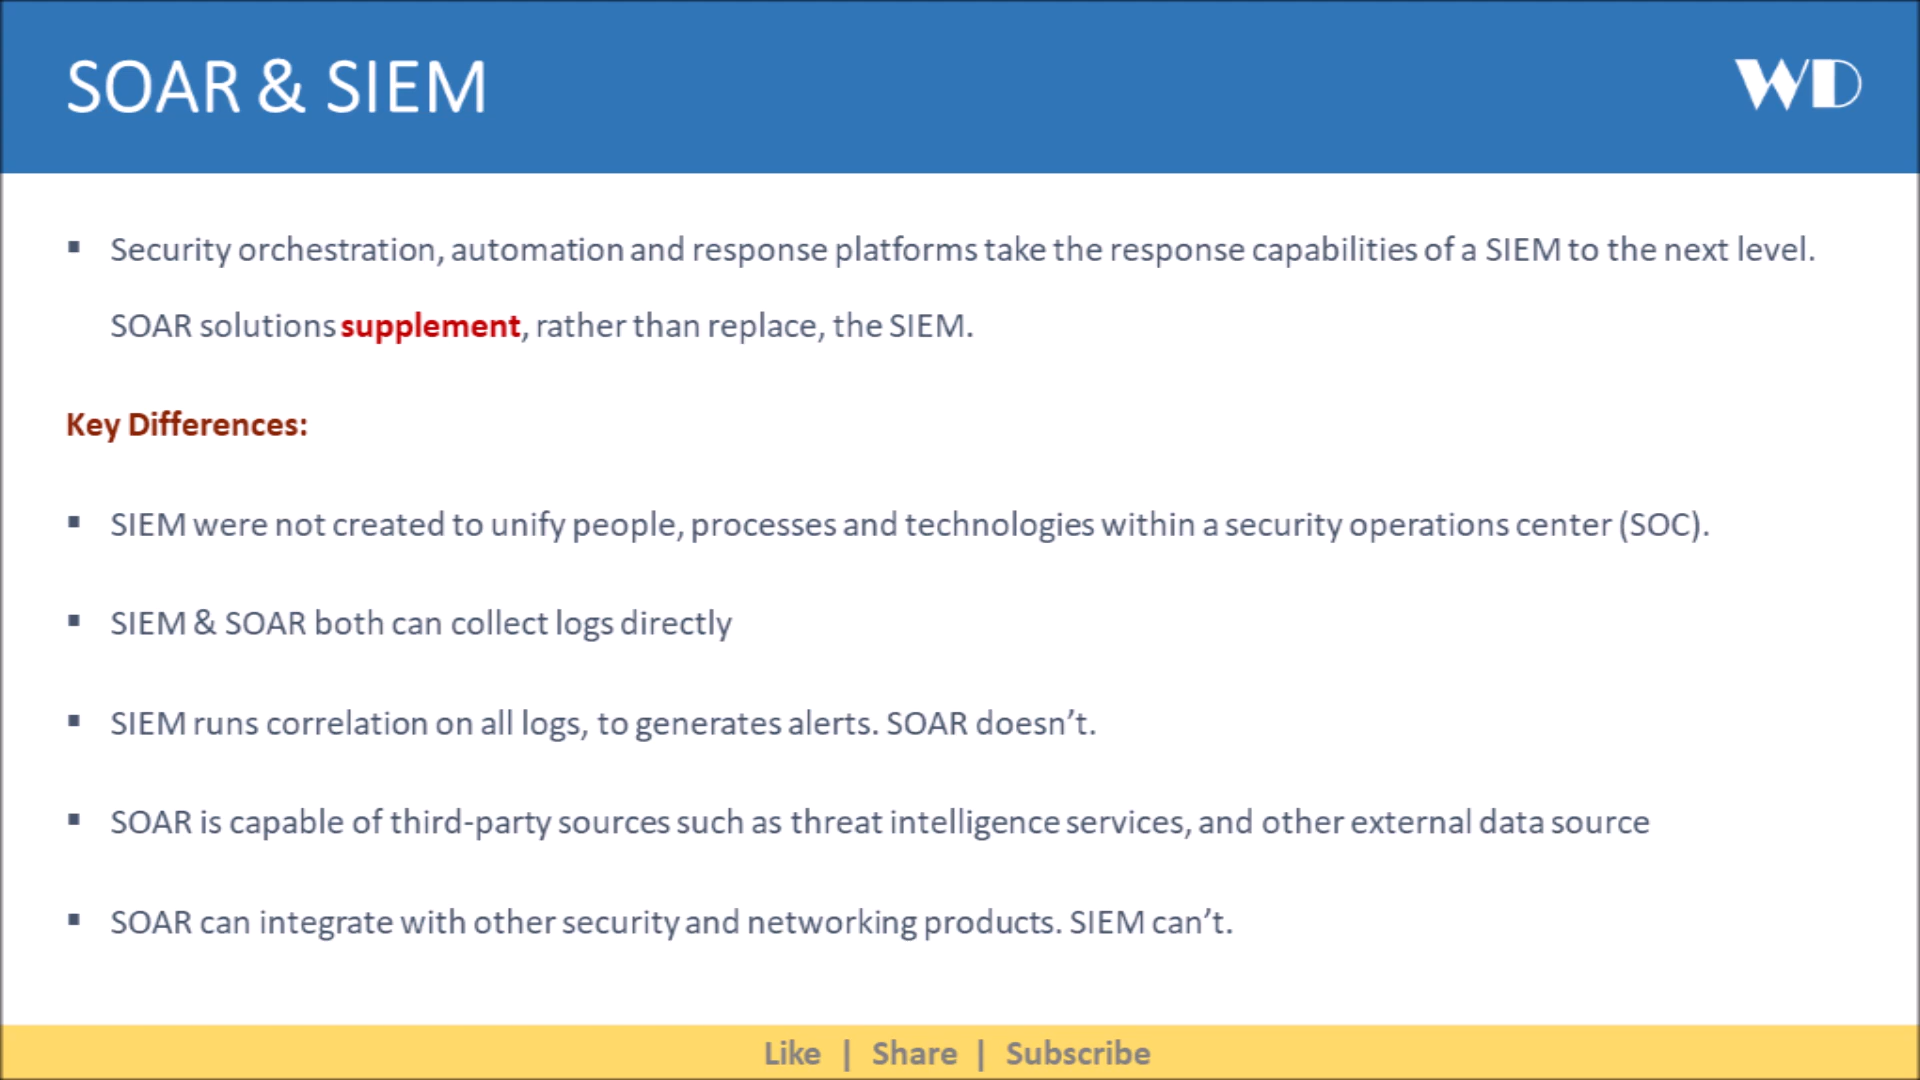 SOAR & SIEM
WD
▪ Security orchestration, automation and response platforms take the response capabilities of a SIEM to the next level.
SOAR solutions supplement, rather than replace, the SIEM.
Key Differences:
▪ SIEM were not created to unify people, processes and technologies within a security operations center (SOC).
▪ SIEM & SOAR both can collect logs directly
▪ SIEM runs correlation on all logs, to generates alerts. SOAR doesn’t.
▪ SOAR is capable of third-party sources such as threat intelligence services, and other external data source
▪ SOAR can integrate with other security and networking products. SIEM can’t.
Like | Share | Subscribe